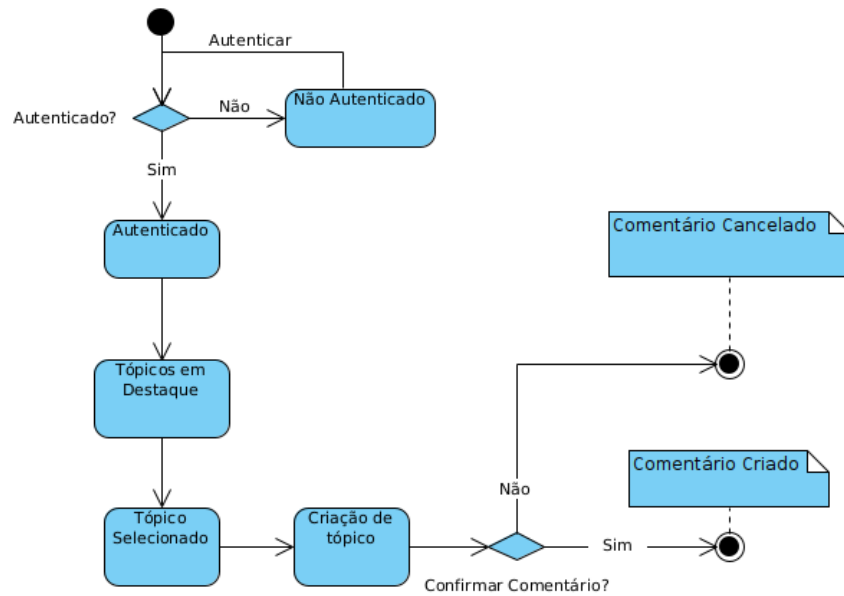 Autenticar
Não Autenticado
Autenticado?
Não
Sim
Autenticado
Comentário Cancelado
Tópicos em
Destaque
Comentário Criado
Não
Tópico
Selecionado
Criação de
tópico
Sim
Confirmar Comentário?